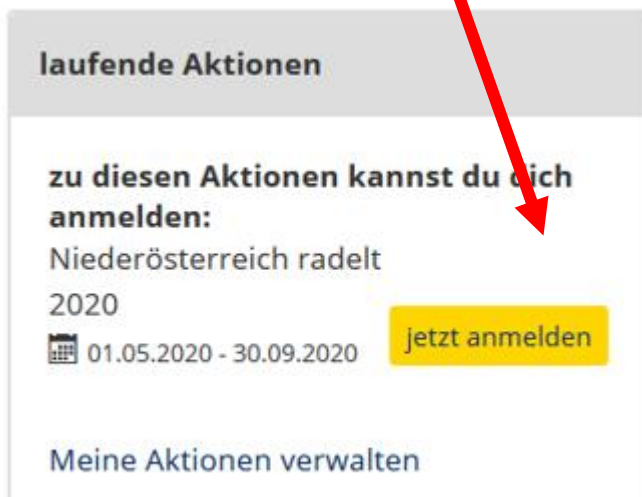 laufende Aktionen
zu diesen Aktionen kannst du dich
anmelden:
Niederösterreich radelt
2020
01.05.2020 - 30.09.2020
jetzt anmelden
Meine Aktionen verwalten